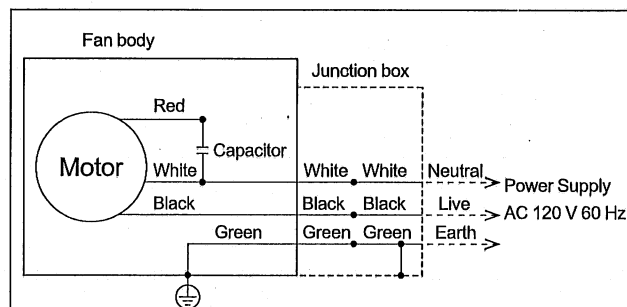 Fan body
Junction box
Red
Capacitor
Motor
White White White Neutral
Power Supply
Black Black Black Live
AC 120 V 60 Hz
Green Green Green Earth